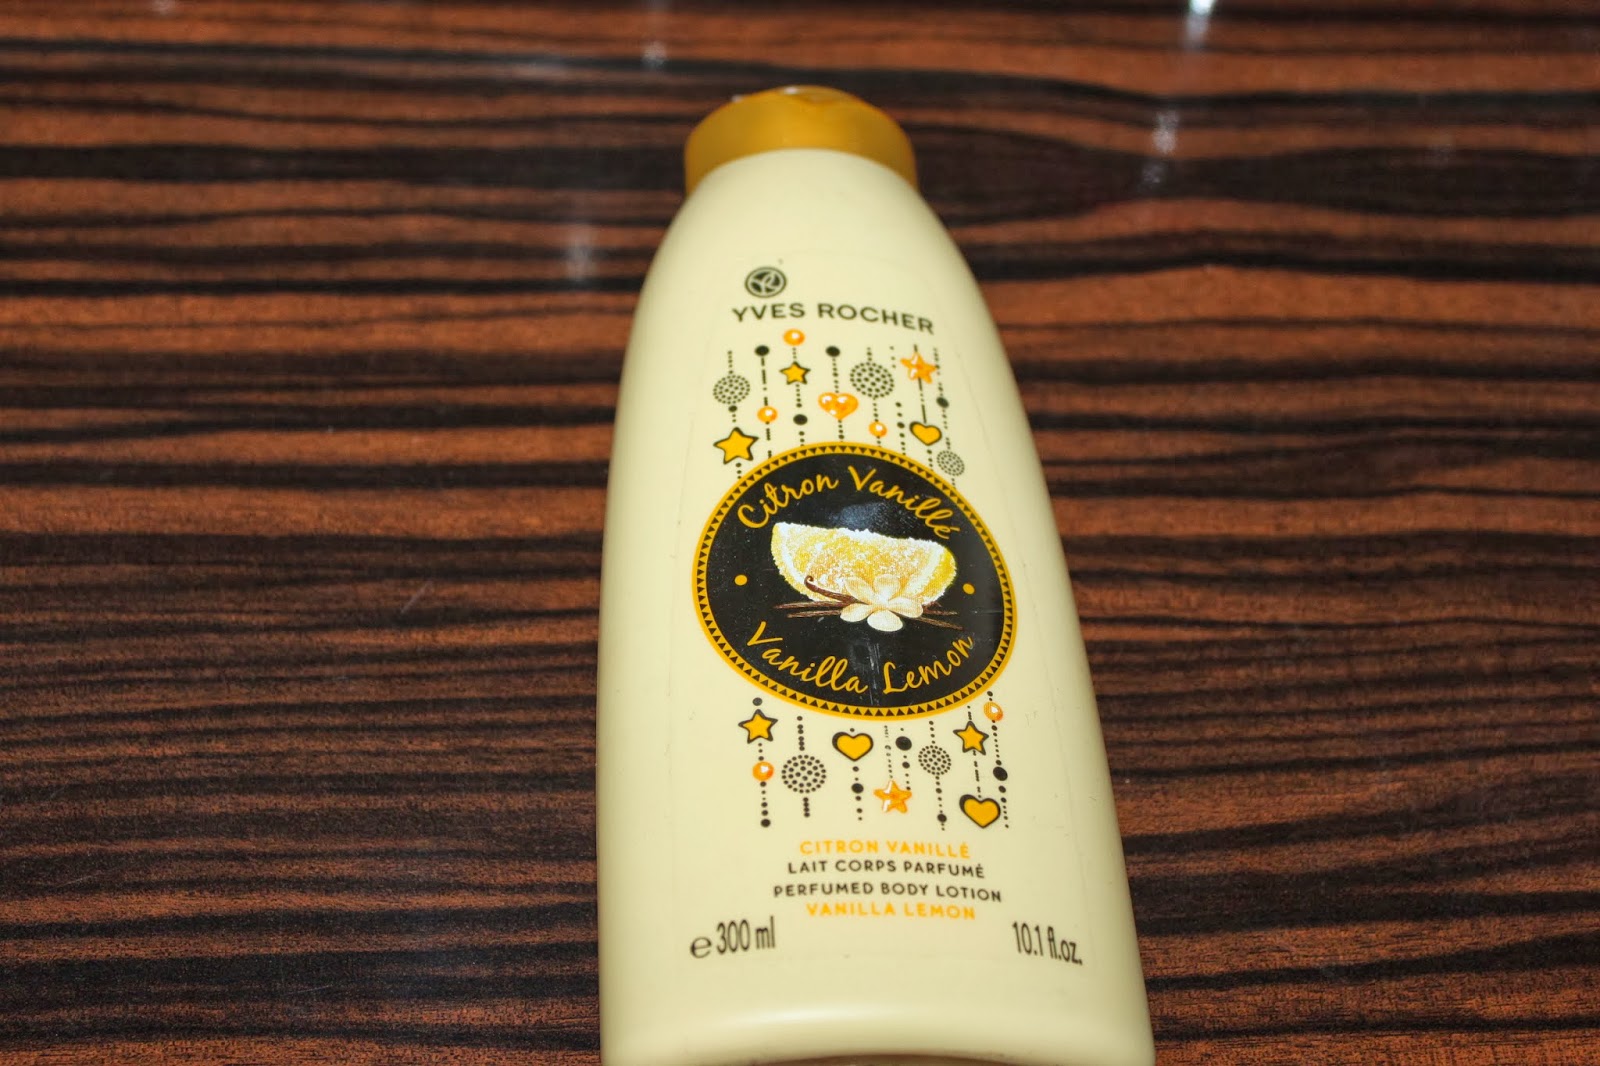 YVES ROCHER
Citron Vanillé
Vanilla Lemon
CITRON VANILLÉ
LAIT CORPS PARFUMÉ
PERFUMED BODY LOTION
VANILLA LEMON
℮ 300 ml
10.1 fl.oz.